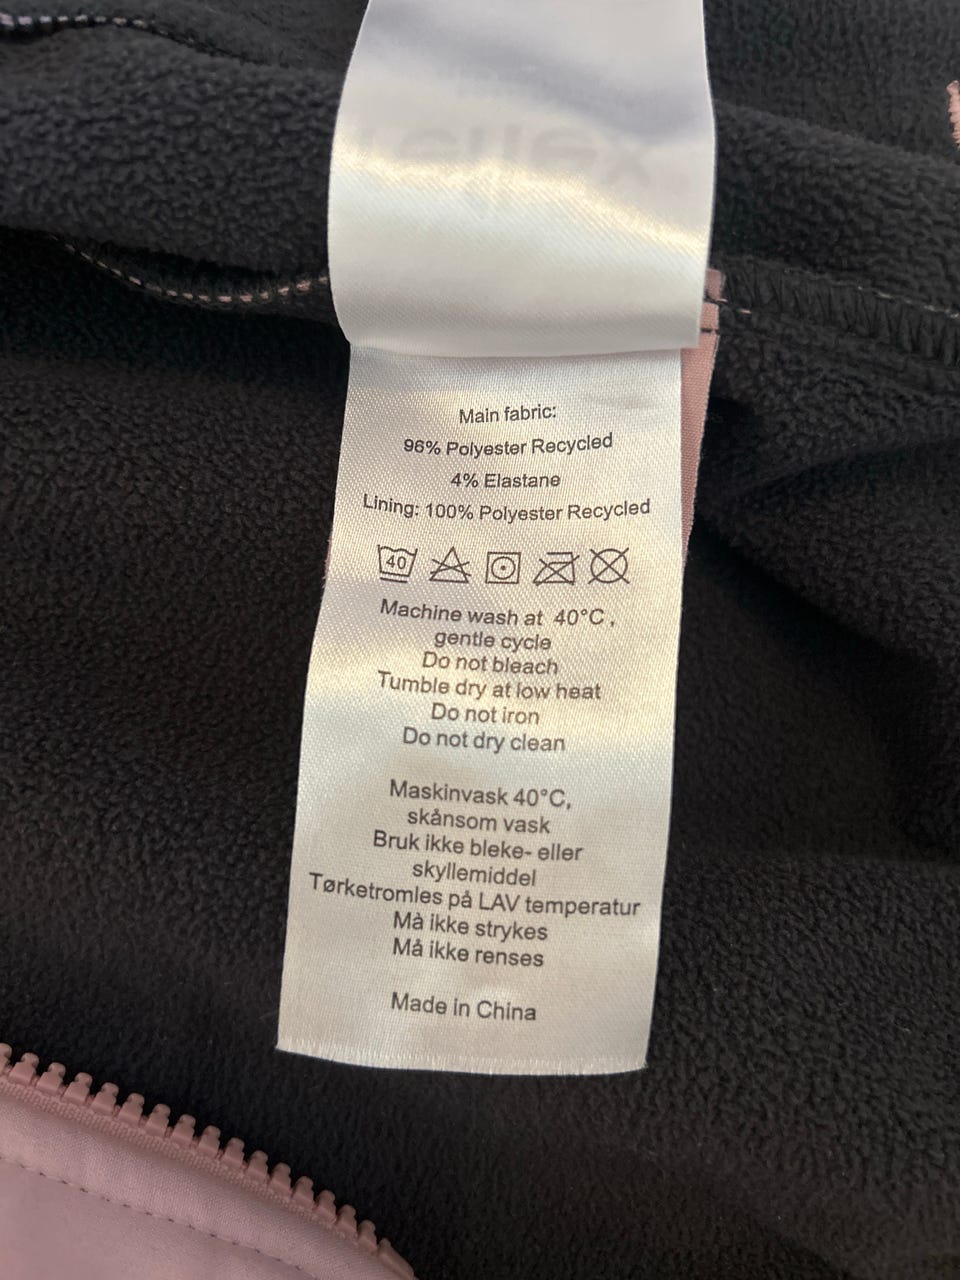 Main fabric:
96% Polyester Recycled
4% Elastane
Lining: 100% Polyester Recycled
40
Machine wash at 40°C,
gentle cycle
Do not bleach
Tumble dry at low heat
Do not iron
Do not dry clean
Maskinvask 40°C,
skånsom vask
Bruk ikke bleke- eller
skyllemiddel
Tørketromles på LAV temperatur
Må ikke strykes
Må ikke renses
Made in China